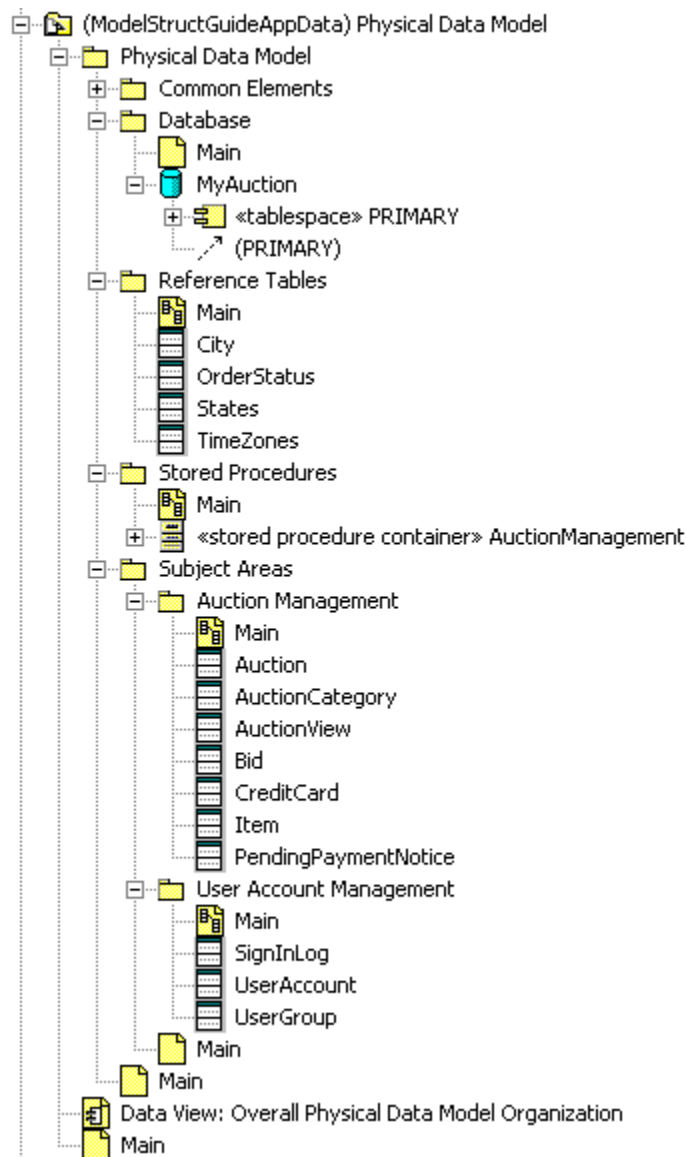 (ModelStructGuideAppData) Physical Data Model
Physical Data Model
Common Elements
Database
Main
MyAuction
«tablespace» PRIMARY
(PRIMARY)
Reference Tables
Main
City
OrderStatus
States
TimeZones
Stored Procedures
Main
«stored procedure container» AuctionManagement
Subject Areas
Auction Management
Main
Auction
AuctionCategory
AuctionView
Bid
CreditCard
Item
PendingPaymentNotice
User Account Management
Main
SignInLog
UserAccount
UserGroup
Main
Main
Data View: Overall Physical Data Model Organization
Main